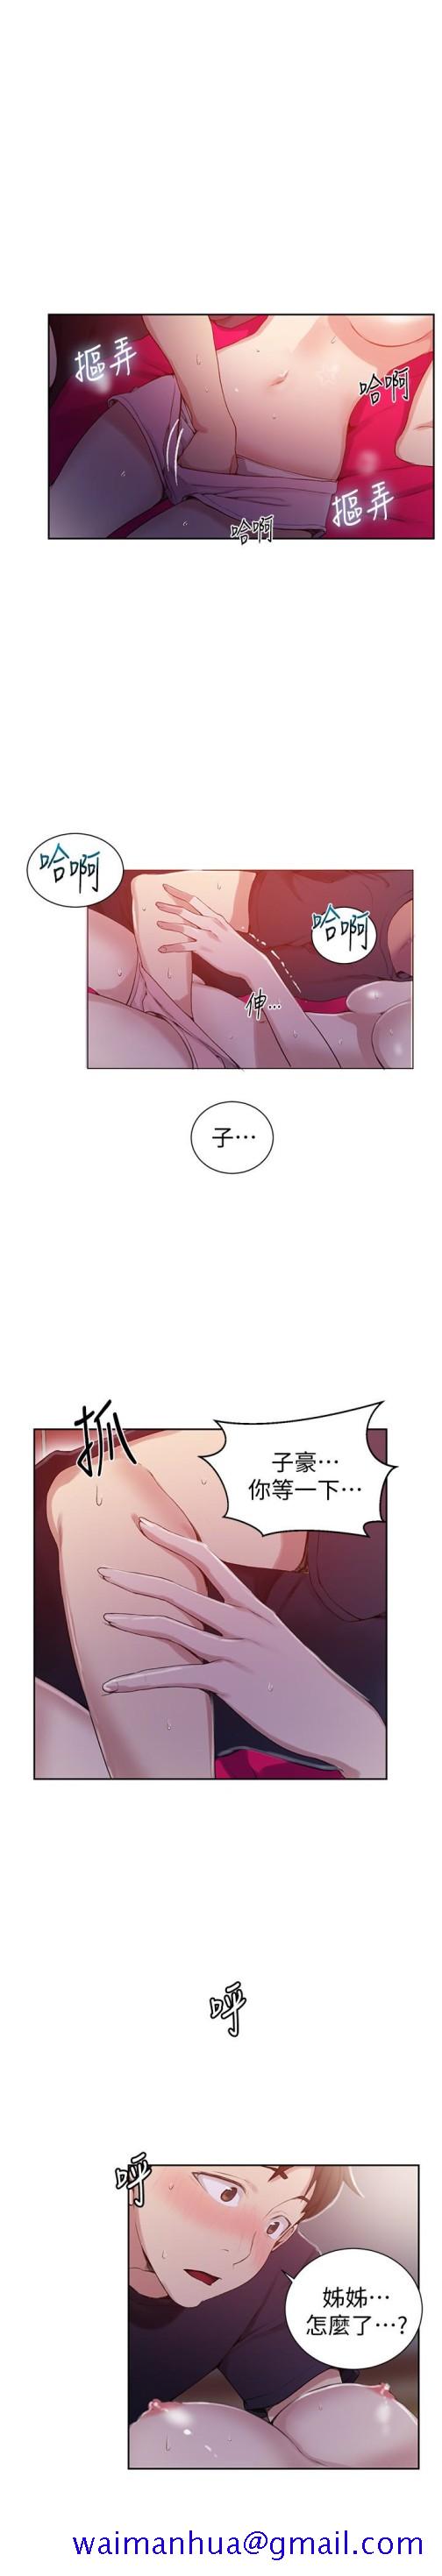 摳弄
哈啊
摳弄
哈啊
哈啊
哈啊
伸…
子…
抓
子豪…
你等一下…
呼
呼
姊姊…
怎麼了…?
waimanhua@gmail.com